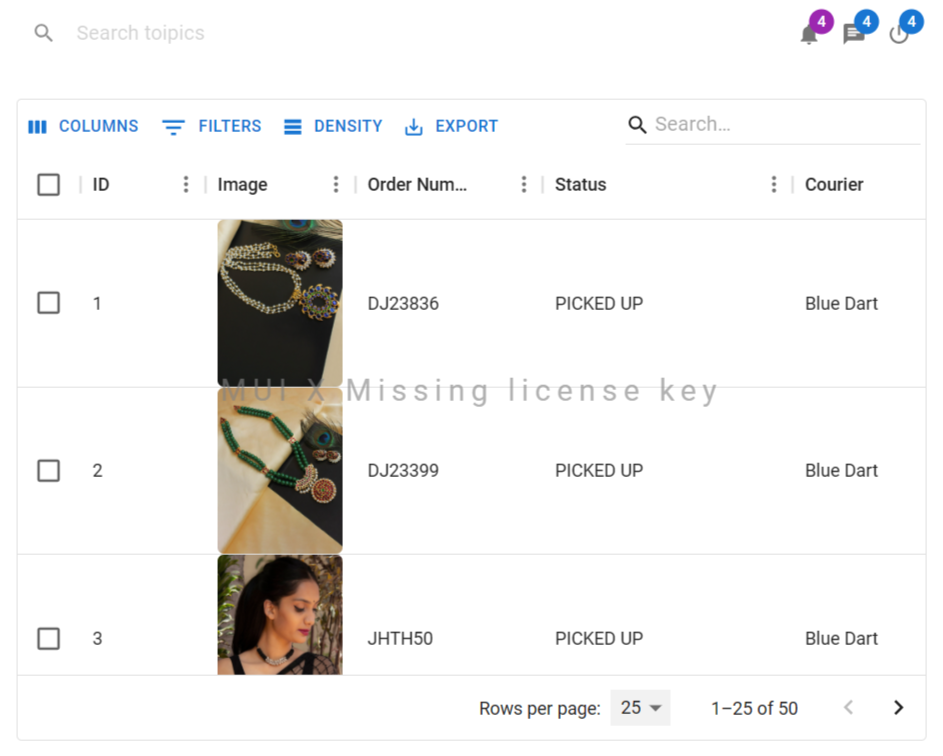 Search toipics
4
4
4
COLUMNS FILTERS DENSITY EXPORT Search…
ID Image Order Num... Status Courier
1 DJ23836 PICKED UP Blue Dart
MUI X Missing license key
2 DJ23399 PICKED UP Blue Dart
3 JHTH50 PICKED UP Blue Dart
Rows per page: 25 1–25 of 50